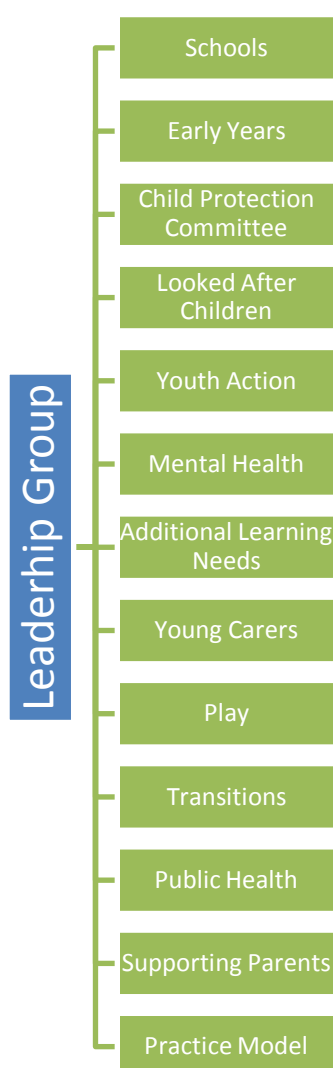 Leaderhip Group
Schools
Early Years
Child Protection
Committee
Looked After
Children
Youth Action
Mental Health
Additional Learning
Needs
Young Carers
Play
Transitions
Public Health
Supporting Parents
Practice Model